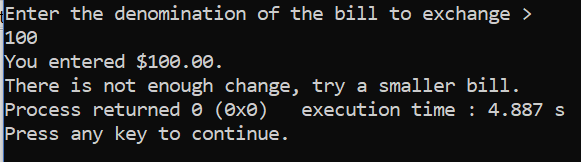 Enter the denomination of the bill to exchange >
100
You entered $100.00.
There is not enough change, try a smaller bill.
Process returned 0 (0x0)   execution time : 4.887 s
Press any key to continue.